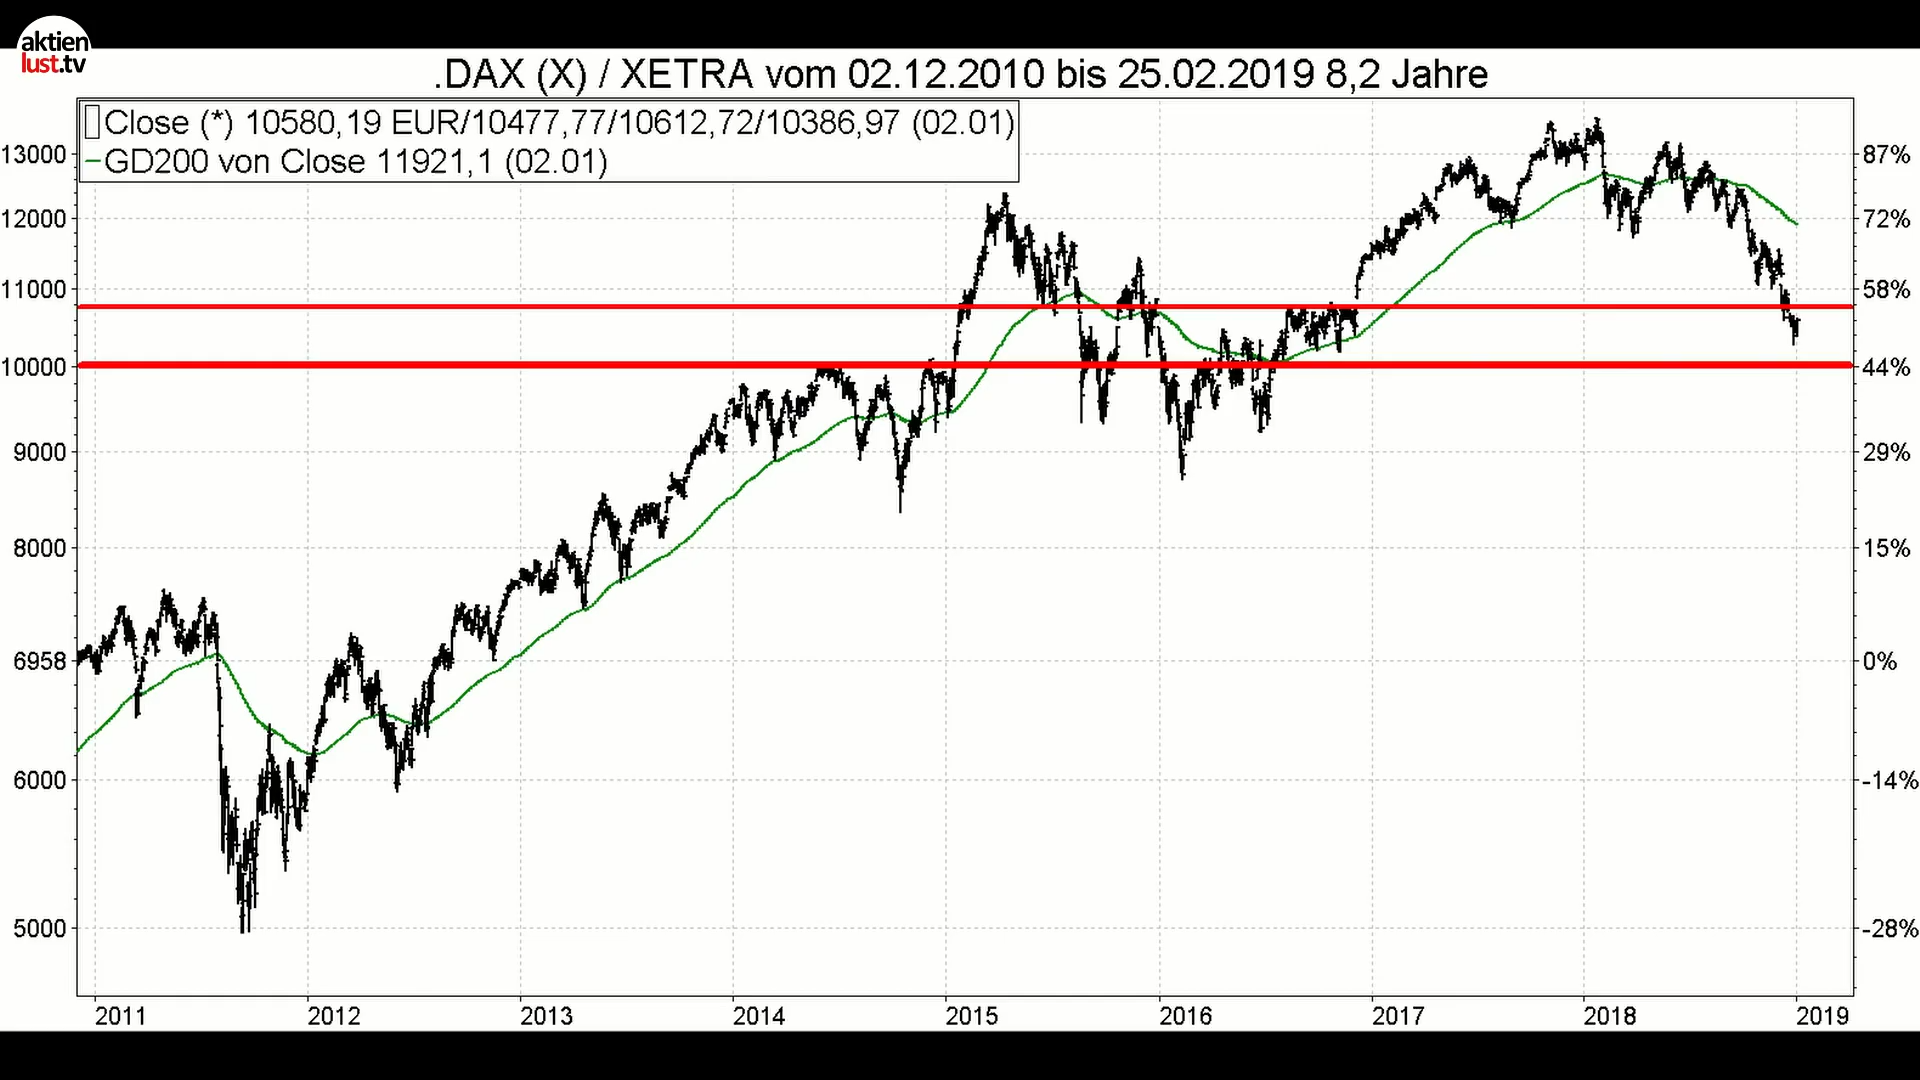 aktien
lust.tv
.DAX (X) / XETRA vom 02.12.2010 bis 25.02.2019 8,2 Jahre
Close (*) 10580,19 EUR/10477,77/10612,72/10386,97 (02.01)
GD200 von Close 11921,1 (02.01)
13000 87%
12000 72%
11000 58%
10000 44%
9000 29%
8000 15%
6958 0%
6000 -14%
5000 -28%
2011 2012 2013 2014 2015 2016 2017 2018 2019